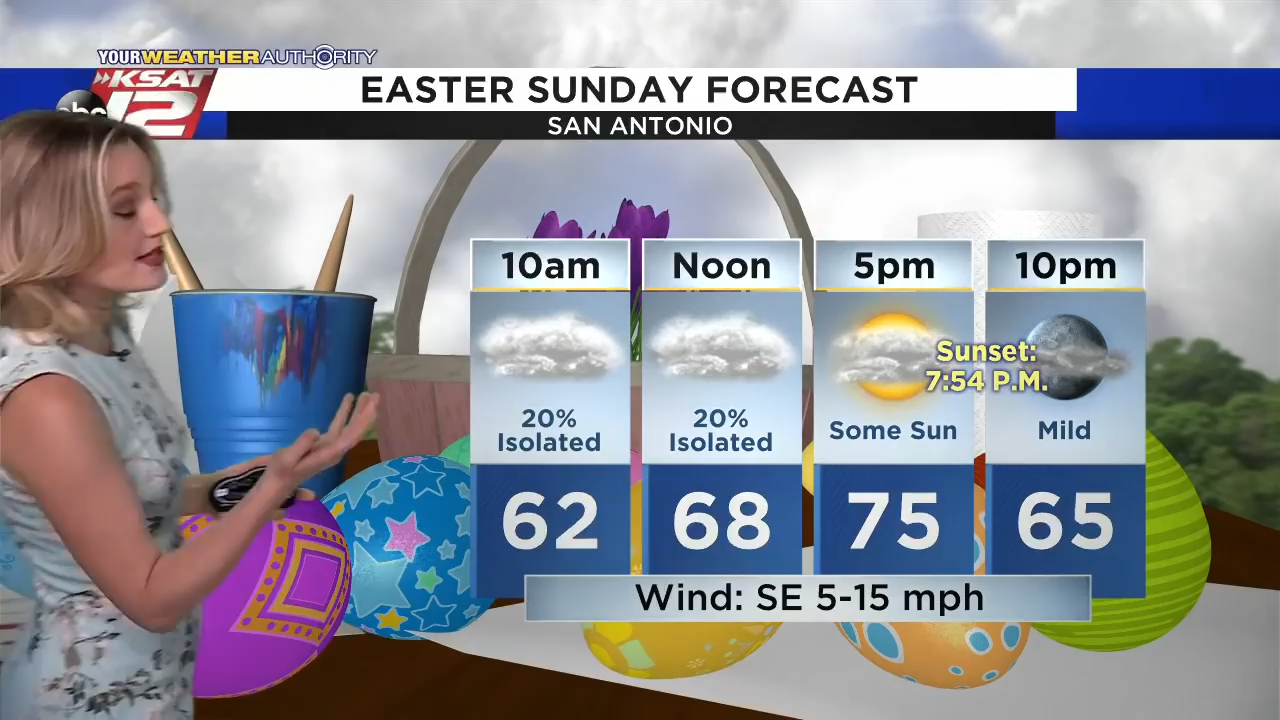 YOURWEATHERAUTHORITY
KSAT
abc 12
EASTER SUNDAY FORECAST
SAN ANTONIO
10am Noon 5pm 10pm
Sunset:
7:54 P.M.
20% 20%
Isolated Isolated Some Sun Mild
62 68 75 65
Wind: SE 5-15 mph